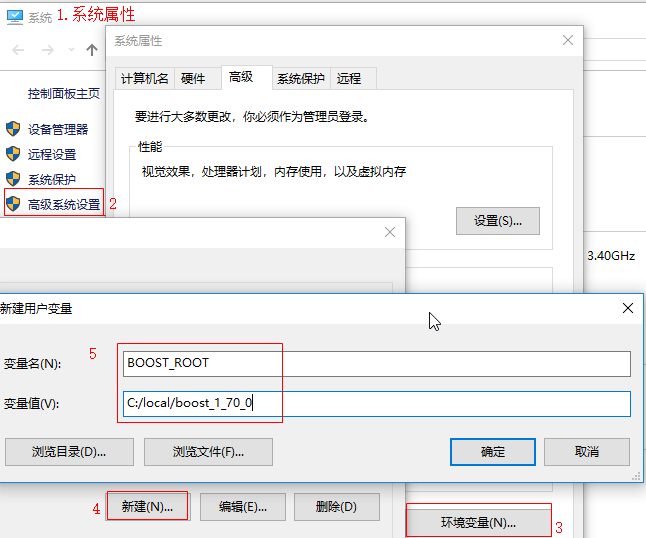 系统
1. 系统属性
系统属性
控制面板主页
设备管理器
远程设置
系统保护
高级系统设置
2
计算机名
硬件
高级
系统保护
远程
要进行大多数更改，你必须作为管理员登录。
性能
视觉效果，处理器计划，内存使用，以及虚拟内存
设置(S)...
3.40GHz
新建用户变量
5
变量名(N):
BOOST_ROOT
变量值(V):
C:/local/boost_1_70_0
浏览目录(D)...
浏览文件(F)...
确定
取消
4
新建(N)...
编辑(E)...
删除(D)
环境变量(N)...
3